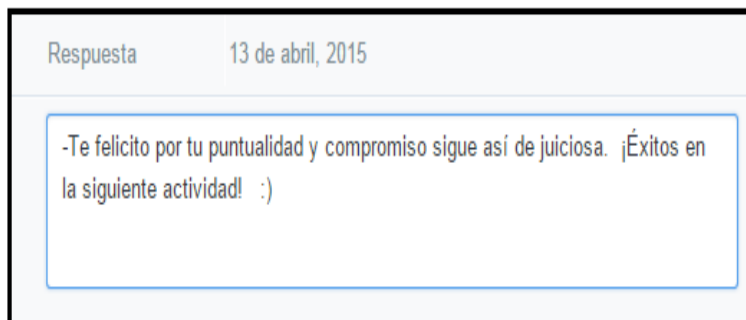 Respuesta 13 de abril, 2015
-Te felicito por tu puntualidad y compromiso sigue así de juiciosa. ¡Éxitos en
la siguiente actividad! :)